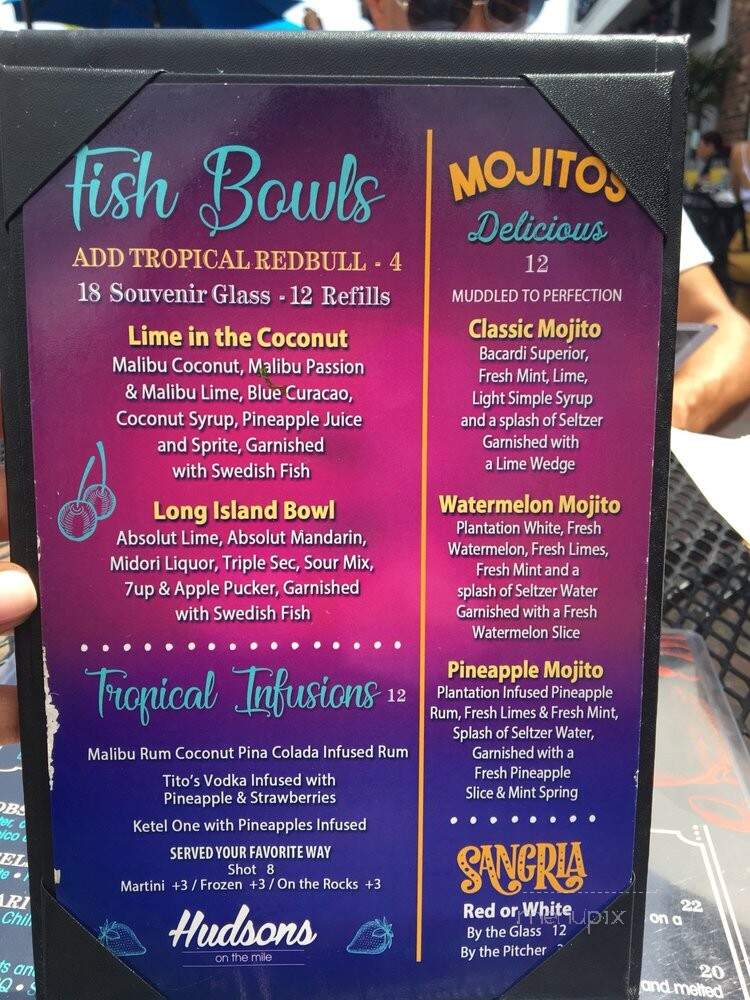 Fish Bowls
ADD TROPICAL REDBULL - 4
18 Souvenir Glass - 12 Refills
Lime in the Coconut
Malibu Coconut, Malibu Passion
& Malibu Lime, Blue Curacao,
Coconut Syrup, Pineapple Juice
and Sprite, Garnished
with Swedish Fish
Long Island Bowl
Absolut Lime, Absolut Mandarin,
Midori Liquor, Triple Sec, Sour Mix,
7up & Apple Pucker, Garnished
with Swedish Fish
Tropical Infusions 12
Malibu Rum Coconut Pina Colada Infused Rum
Tito's Vodka Infused with
Pineapple & Strawberries
Ketel One with Pineapples Infused
SERVED YOUR FAVORITE WAY
Shot 8
Martini +3 / Frozen +3 / On the Rocks +3
Hudsons
on the mile
MOJITOS
Delicious
12
MUDDLED TO PERFECTION
Classic Mojito
Bacardi Superior,
Fresh Mint, Lime,
Light Simple Syrup
and a splash of Seltzer
Garnished with
a Lime Wedge
Watermelon Mojito
Plantation White, Fresh
Watermelon, Fresh Limes,
Fresh Mint and a
splash of Seltzer Water
Garnished with a Fresh
Watermelon Slice
Pineapple Mojito
Plantation Infused Pineapple
Rum, Fresh Limes & Fresh Mint,
Splash of Seltzer Water,
Garnished with a
Fresh Pineapple
Slice & Mint Spring
SANGRIA
Red or White
By the Glass 12
By the Pitcher
menupix
22
on a
20
and melted